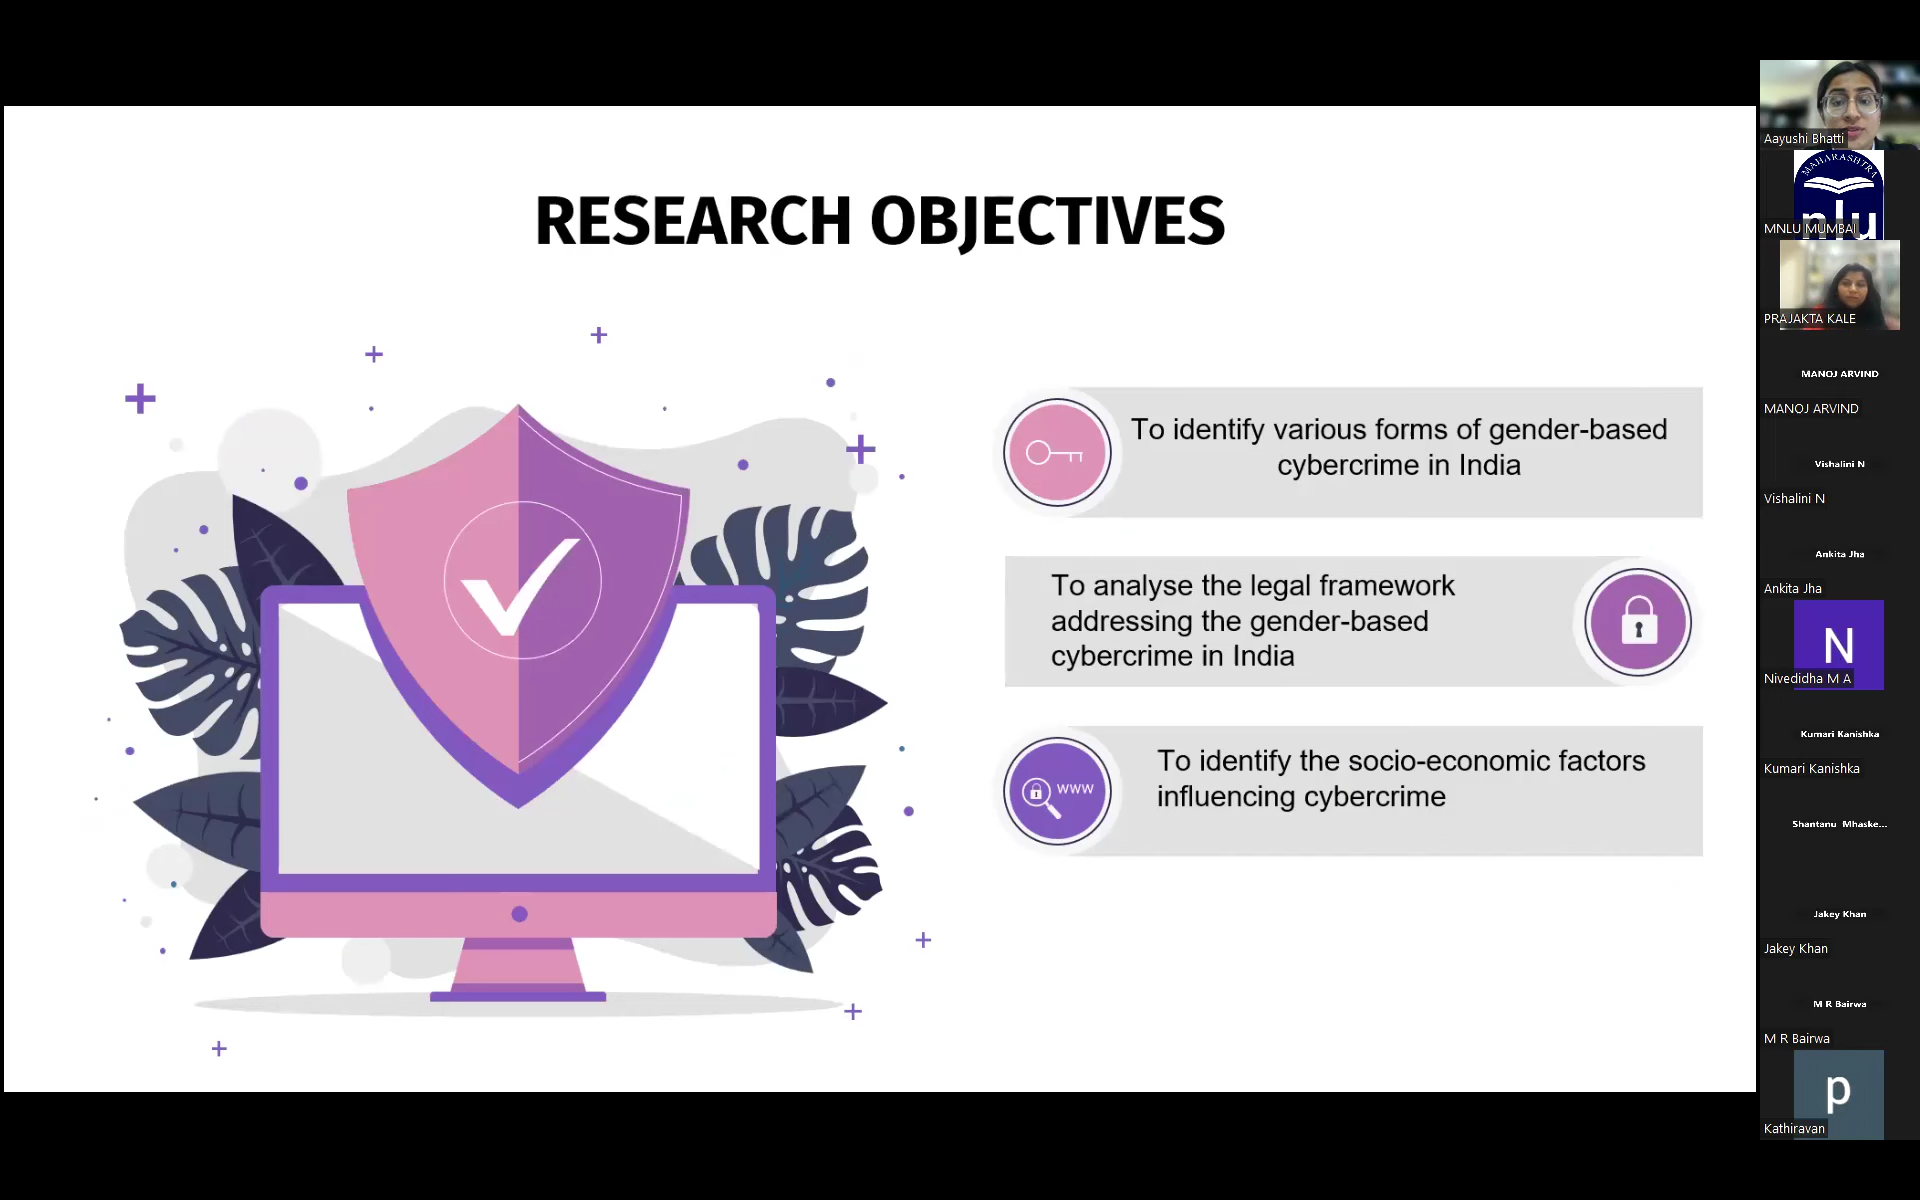 RESEARCH OBJECTIVES
To identify various forms of gender-based
cybercrime in India
To analyse the legal framework
addressing the gender-based
cybercrime in India
www
To identify the socio-economic factors
influencing cybercrime
Aayushi Bhatti
MAHARASHTRA
nlu
MNLU MUMBAI
PRAJAKTA KALE
MANOJ ARVIND
MANOJ ARVIND
Vishalini N
Vishalini N
Ankita Jha
Ankita Jha
N
Nivedidha M A
Kumari Kanishka
Kumari Kanishka
Shantanu Mhaske...
Jakey Khan
Jakey Khan
M R Bairwa
M R Bairwa
p
Kathiravan